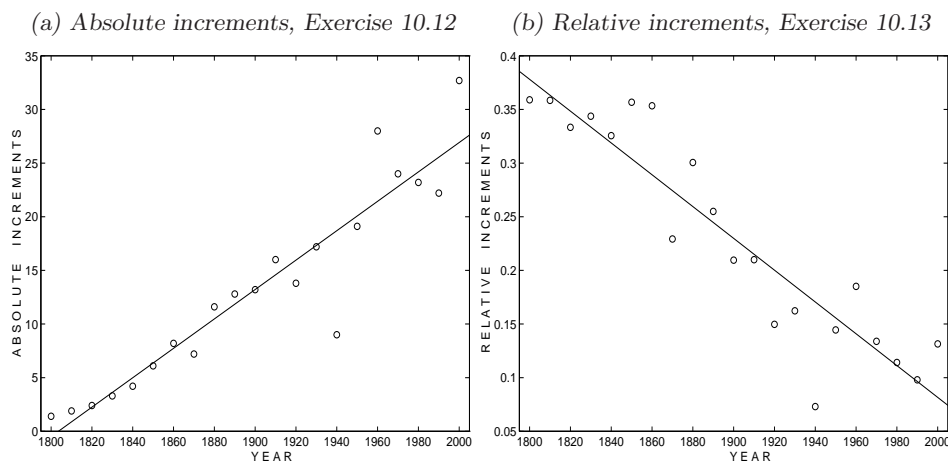 (a) Absolute increments, Exercise 10.12
(b) Relative increments, Exercise 10.13
ABSOLUTE INCREMENTS
35
30
25
20
15
10
5
0
1800 1820 1840 1860 1880 1900 1920 1940 1960 1980 2000
YEAR
RELATIVE INCREMENTS
0.4
0.35
0.3
0.25
0.2
0.15
0.1
0.05
1800 1820 1840 1860 1880 1900 1920 1940 1960 1980 2000
YEAR